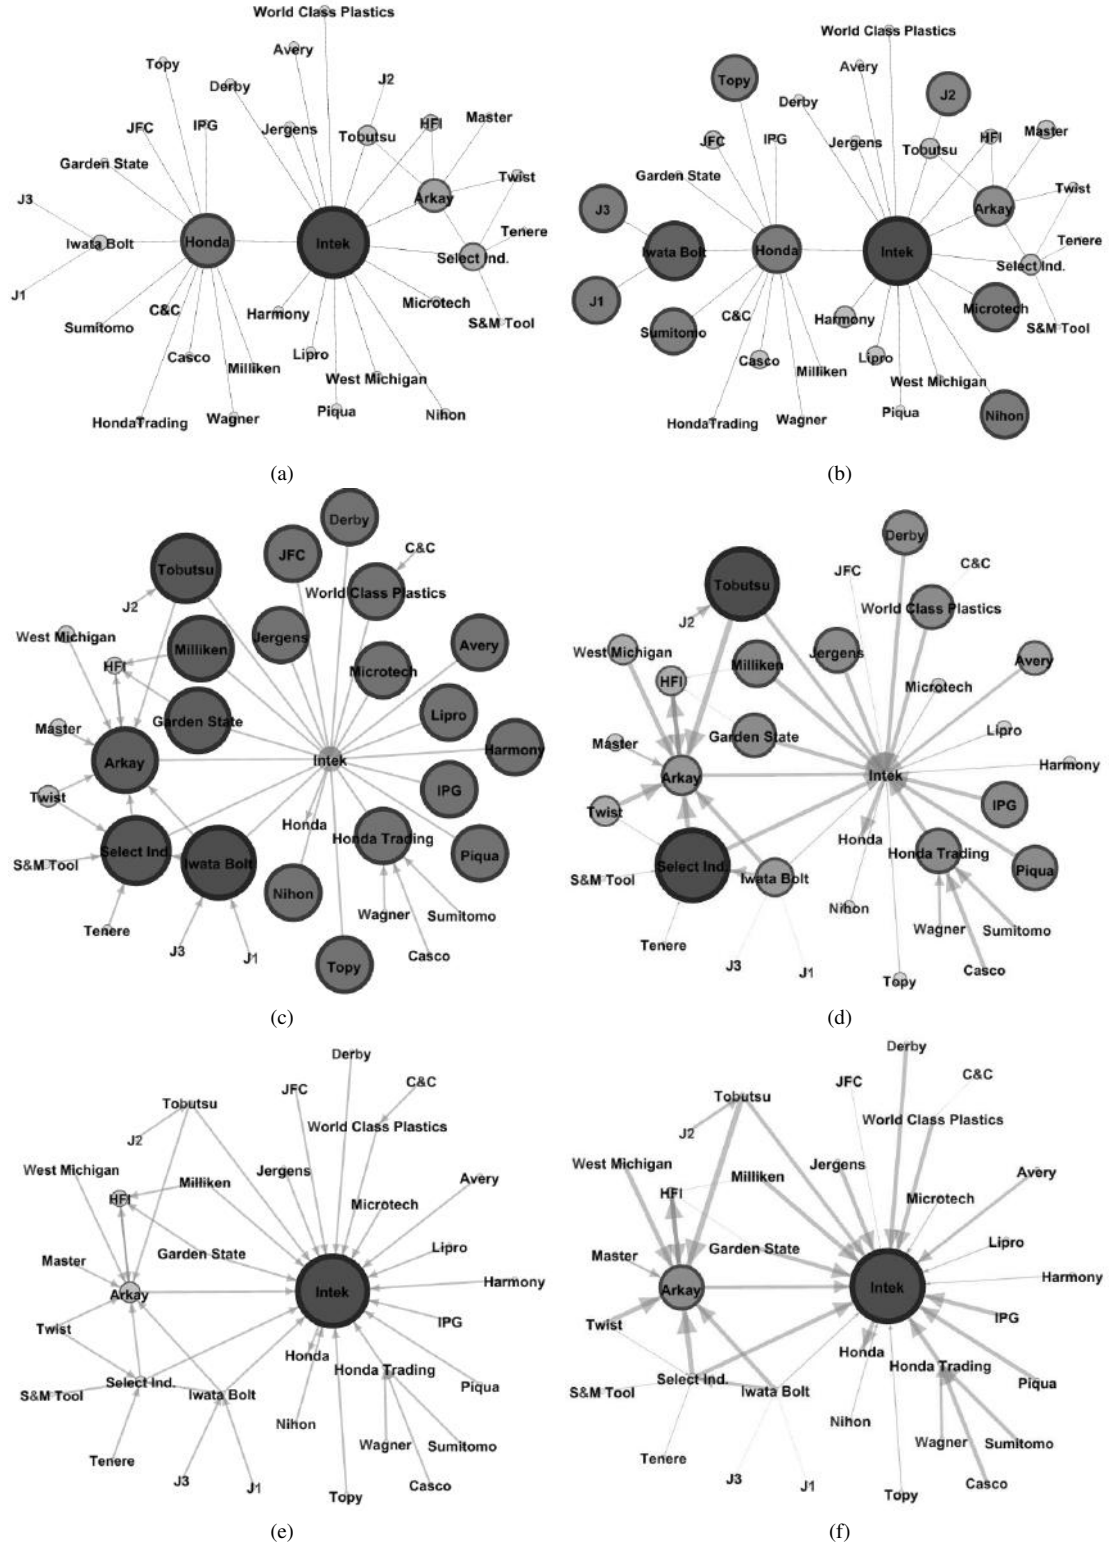 World Class Plastics
Avery
Topy
Derby
J2
JFC
IPG
Jergens
Tobutsu
HFI
Master
Garden State
Twist
J3
Arkay
Iwata Bolt
Honda
Intek
Tenere
Select Ind.
J1
Sumitomo
C&C
Harmony
Microtech
S&M Tool
Casco
Milliken
Lipro
West Michigan
HondaTrading
Wagner
Piqua
Nihon
(a)
World Class Plastics
Avery
Topy
Derby
J2
JFC
IPG
Jergens
Tobutsu
HFI
Master
Garden State
Twist
J3
Arkay
Iwata Bolt
Honda
Intek
Tenere
Select Ind.
J1
Sumitomo
C&C
Harmony
Microtech
S&M Tool
Casco
Milliken
Lipro
West Michigan
HondaTrading
Wagner
Piqua
Nihon
(b)
Derby
JFC
C&C
Tobutsu
World Class Plastics
J2
West Michigan
Milliken
Jergens
Avery
HFI
Microtech
Garden State
Lipro
Master
Harmony
Arkay
Intek
Twist
IPG
Honda
Honda Trading
Select Ind.
Iwata Bolt
Piqua
S&M Tool
Nihon
Wagner
Sumitomo
Tenere
J3
J1
Casco
Topy
(c)
Derby
JFC
C&C
Tobutsu
World Class Plastics
J2
West Michigan
Milliken
Jergens
Avery
HFI
Microtech
Garden State
Lipro
Master
Harmony
Arkay
Intek
Twist
IPG
Honda
Honda Trading
Select Ind.
Iwata Bolt
Piqua
S&M Tool
Nihon
Wagner
Sumitomo
Tenere
J3
J1
Casco
Topy
(d)
Derby
JFC
C&C
Tobutsu
World Class Plastics
J2
West Michigan
Milliken
Jergens
Avery
HFI
Microtech
Garden State
Lipro
Master
Harmony
Arkay
Intek
Twist
IPG
Honda
Honda Trading
Select Ind.
Iwata Bolt
Piqua
S&M Tool
Nihon
Wagner
Sumitomo
Tenere
J3
J1
Casco
Topy
(e)
Derby
JFC
C&C
Tobutsu
World Class Plastics
J2
West Michigan
Milliken
Jergens
Avery
HFI
Microtech
Garden State
Lipro
Master
Harmony
Arkay
Intek
Twist
IPG
Honda
Honda Trading
Select Ind.
Iwata Bolt
Piqua
S&M Tool
Nihon
Wagner
Sumitomo
Tenere
J3
J1
Casco
Topy
(f)